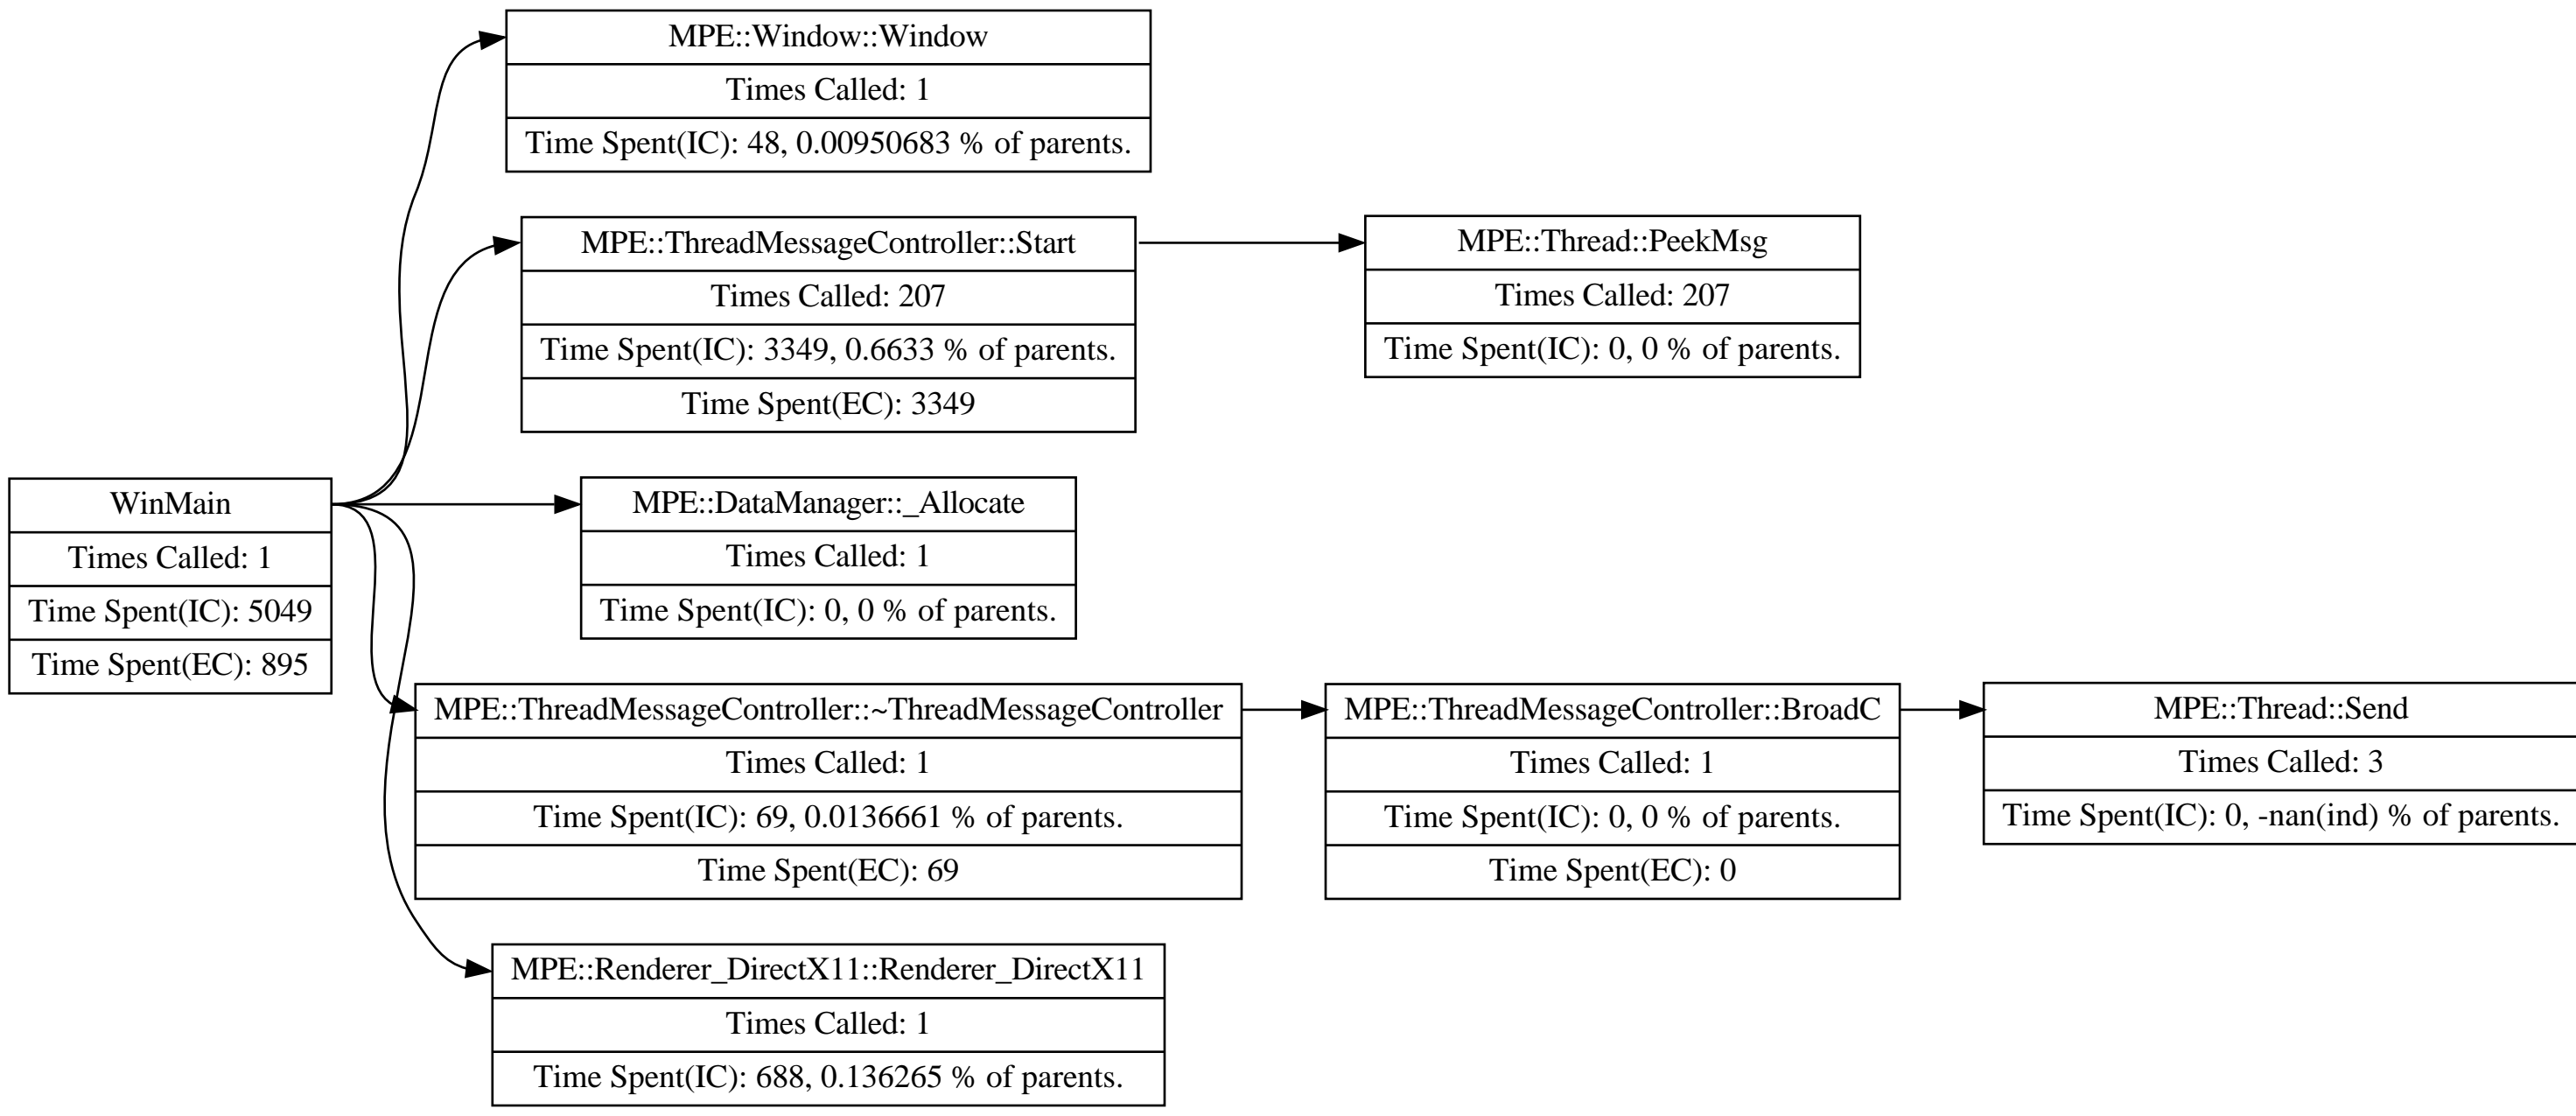 MPE::Window::Window
Times Called: 1
Time Spent(IC): 48, 0.00950683 % of parents.
MPE::ThreadMessageController::Start
Times Called: 207
Time Spent(IC): 3349, 0.6633 % of parents.
Time Spent(EC): 3349
MPE::Thread::PeekMsg
Times Called: 207
Time Spent(IC): 0, 0 % of parents.
WinMain
Times Called: 1
Time Spent(IC): 5049
Time Spent(EC): 895
MPE::DataManager::_Allocate
Times Called: 1
Time Spent(IC): 0, 0 % of parents.
MPE::ThreadMessageController::~ThreadMessageController
Times Called: 1
Time Spent(IC): 69, 0.0136661 % of parents.
Time Spent(EC): 69
MPE::ThreadMessageController::BroadC
Times Called: 1
Time Spent(IC): 0, 0 % of parents.
Time Spent(EC): 0
MPE::Thread::Send
Times Called: 3
Time Spent(IC): 0, -nan(ind) % of parents.
MPE::Renderer_DirectX11::Renderer_DirectX11
Times Called: 1
Time Spent(IC): 688, 0.136265 % of parents.